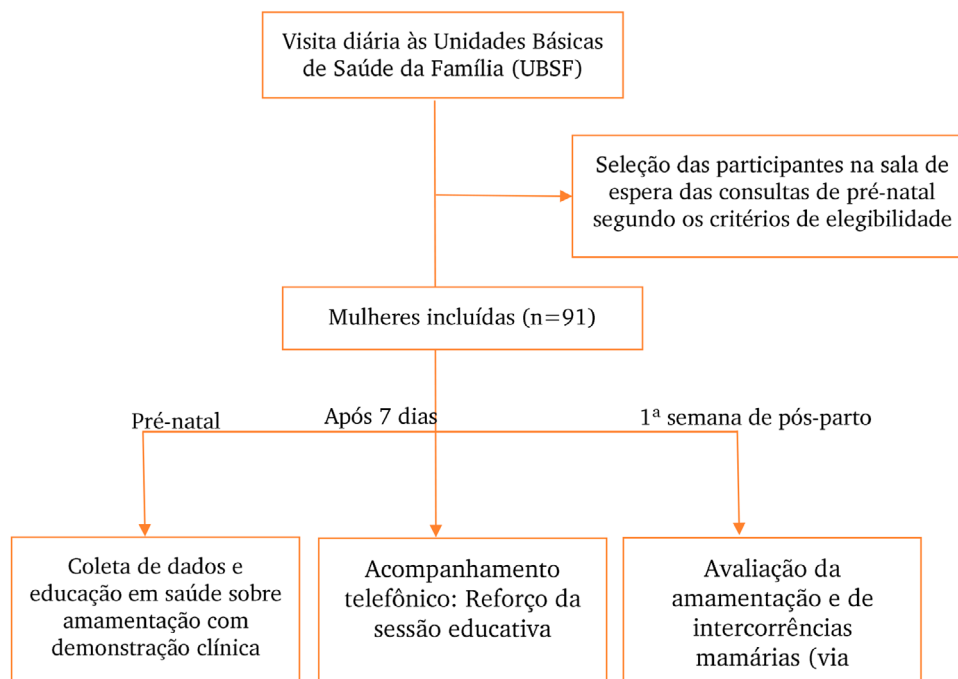 Visita diária às Unidades Básicas
de Saúde da Família (UBSF)
Seleção das participantes na sala de
espera das consultas de pré-natal
segundo os critérios de elegibilidade
Mulheres incluídas (n=91)
Pré-natal
Após 7 dias
1ª semana de pós-parto
Coleta de dados e
educação em saúde sobre
amamentação com
demonstração clínica
Acompanhamento
telefônico: Reforço da
sessão educativa
Avaliação da
amamentação e de
intercorrências
mamárias (via